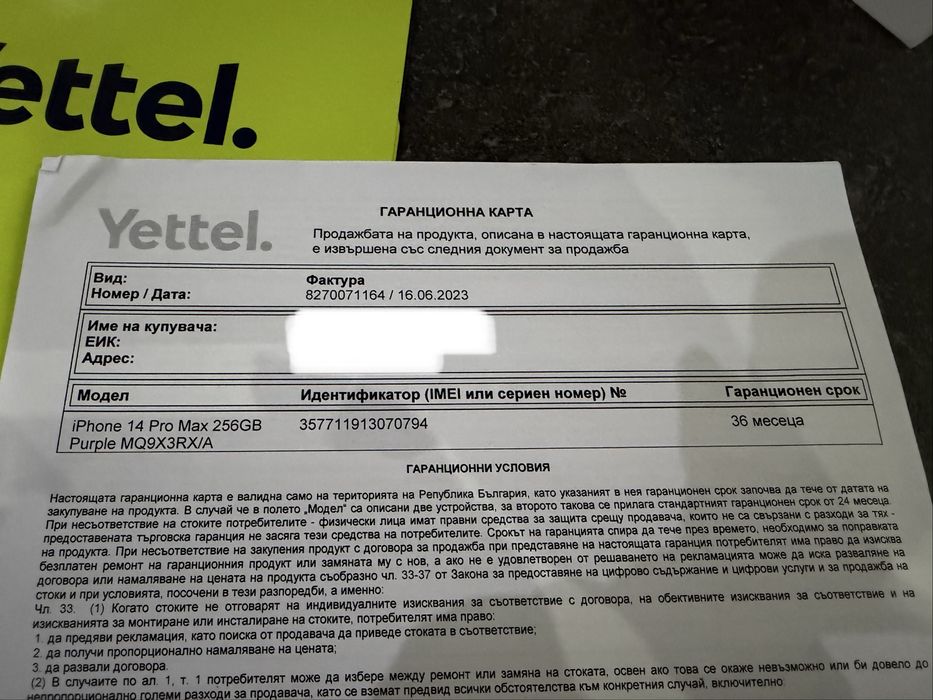 Yettel.
ГАРАНЦИОННА КАРТА
Yettel.
Продажбата на продукта, описана в настоящата гаранционна карта,
е извършена със следния документ за продажба
Вид: Фактура
Номер / Дата: 8270071164 / 16.06.2023
Име на купувача:
ЕИК:
Адрес:
Модел Идентификатор (IMEI или сериен номер) № Гаранционен срок
iPhone 14 Pro Max 256GB 357711913070794 36 месеца
Purple MQ9X3RX/A
ГАРАНЦИОННИ УСЛОВИЯ
Настоящата гаранционна карта е валидна само на територията на Република България, като указаният в нея гаранционен срок започва да тече от датата на
закупуване на продукта. В случай че в полето „Модел" са описани две устройства, за второто такова се прилага стандартният гаранционен срок от 24 месеца.
При несъответствие на стоките потребителите - физически лица имат правни средства за защита срещу продавача, които не са свързани с разходи за тях -
предоставената търговска гаранция не засяга тези средства на потребителите. Срокът на гаранцията спира да тече през времето, необходимо за поправката
на продукта. При несъответствие на закупения продукт с договора за продажба при представяне на настоящата гаранция потребителят има право да изисква
безплатен ремонт на гаранционния продукт или замяната му с нов, а ако не е удовлетворен от решаването на рекламацията може да иска разваляне на
договора или намаляване на цената на продукта съобразно чл. 33-37 от Закона за предоставяне на цифрово съдържание и цифрови услуги и за продажба на
стоки и при условията, посочени в тези разпоредби, а именно:
Чл. 33. (1) Когато стоките не отговарят на индивидуалните изисквания за съответствие с договора, на обективните изисквания за съответствие и на
изискванията за монтиране или инсталиране на стоките, потребителят има право:
1. да предяви рекламация, като поиска от продавача да приведе стоката в съответствие;
2. да получи пропорционално намаляване на цената;
3. да развали договора.
(2) В случаите по ал. 1, т. 1 потребителят може да избере между ремонт или замяна на стоката, освен ако това се окаже невъзможно или би довело до
непропорционално големи разходи за продавача, като се вземат предвид всички обстоятелства към конкретния случай, включително: